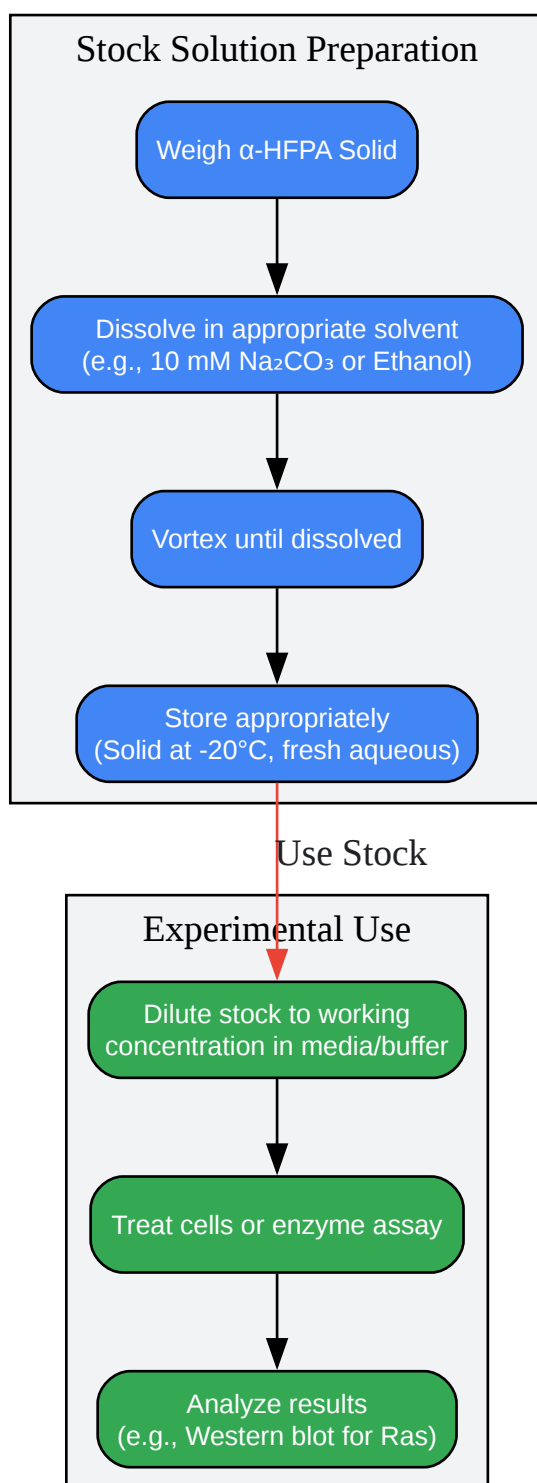 Stock Solution Preparation
Weigh α-HFPA Solid
Dissolve in appropriate solvent
(e.g., 10 mM Na₂CO₃ or Ethanol)
Vortex until dissolved
Store appropriately
(Solid at -20°C, fresh aqueous)
Use Stock
Experimental Use
Dilute stock to working
concentration in media/buffer
Treat cells or enzyme assay
Analyze results
(e.g., Western blot for Ras)